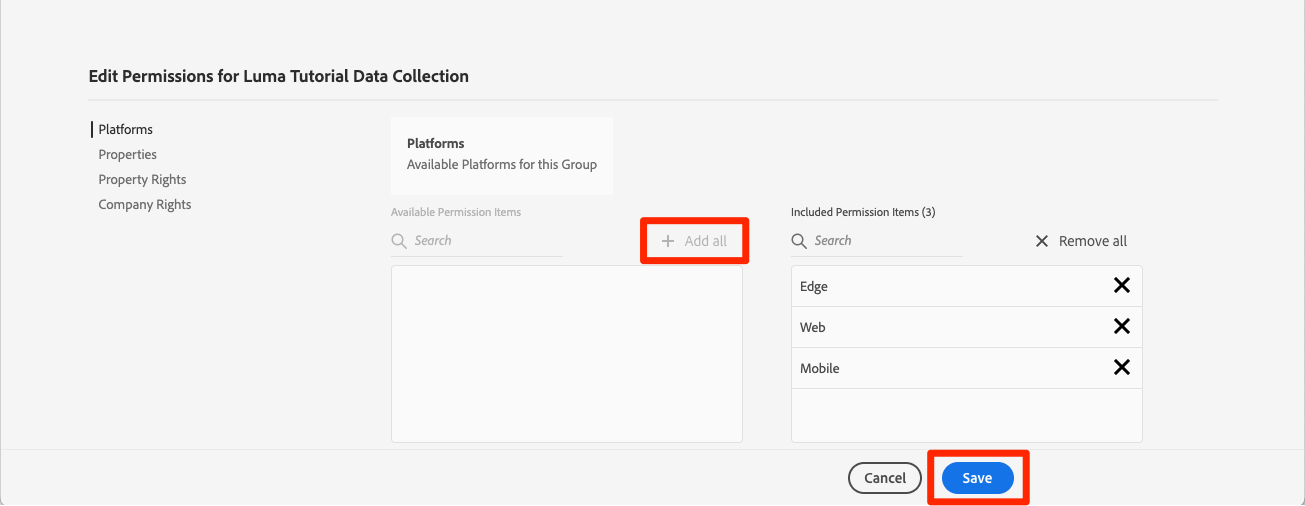 Edit Permissions for Luma Tutorial Data Collection
Platforms
Properties
Property Rights
Company Rights
Platforms
Available Platforms for this Group
Available Permission Items
Search
Add all
Included Permission Items (3)
Search
Remove all
Edge
Web
Mobile
Cancel
Save